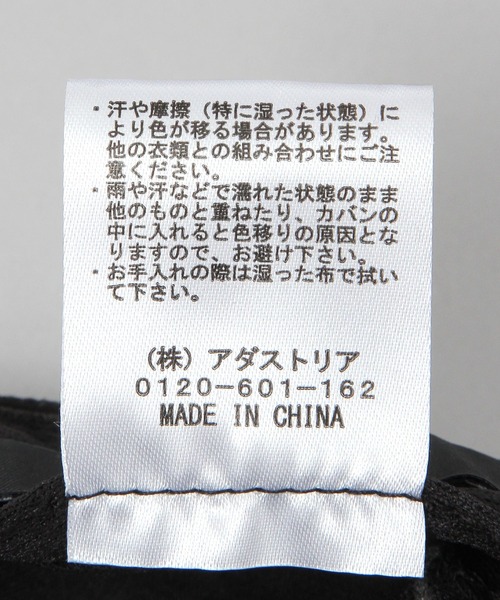 ・汗や摩擦（特に湿った状態）に
より色が移る場合があります。
他の衣類との組み合わせにご注
意ください。
・雨や汗などで濡れた状態のまま
他のものと重ねたり、カバンの
中に入れると色移りの原因とな
りますので、お避け下さい。
・お手入れの際は湿った布で拭い
て下さい。
（株）アダストリア
0120－601－162
MADE IN CHINA